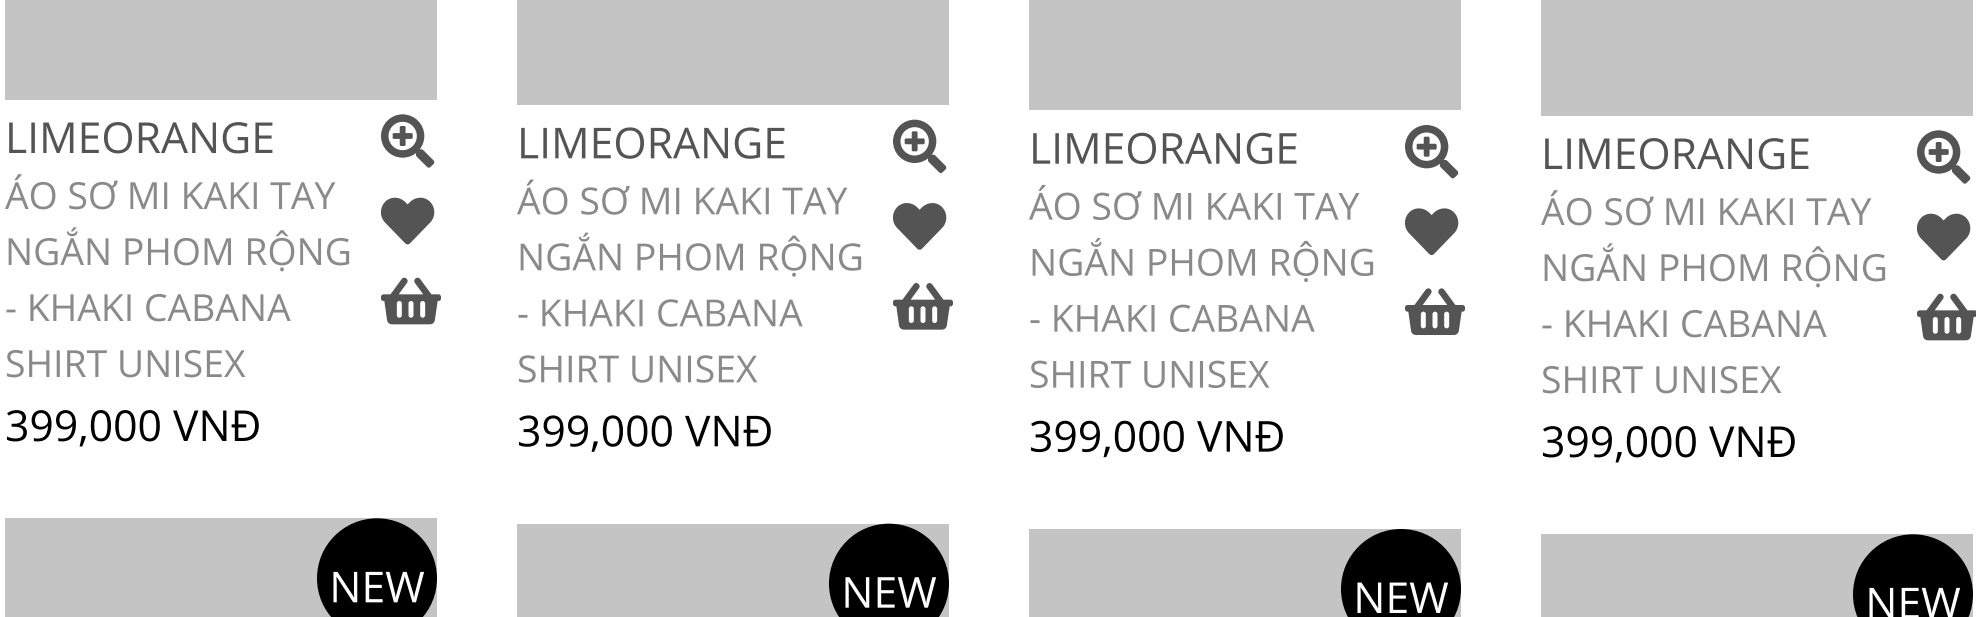 LIMEORANGE
ÁO SƠ MI KAKI TAY
NGẮN PHOM RỘNG
- KHAKI CABANA
SHIRT UNISEX
399,000 VNĐ
LIMEORANGE
ÁO SƠ MI KAKI TAY
NGẮN PHOM RỘNG
- KHAKI CABANA
SHIRT UNISEX
399,000 VNĐ
LIMEORANGE
ÁO SƠ MI KAKI TAY
NGẮN PHOM RỘNG
- KHAKI CABANA
SHIRT UNISEX
399,000 VNĐ
LIMEORANGE
ÁO SƠ MI KAKI TAY
NGẮN PHOM RỘNG
- KHAKI CABANA
SHIRT UNISEX
399,000 VNĐ
NEW
NEW
NEW
NEW